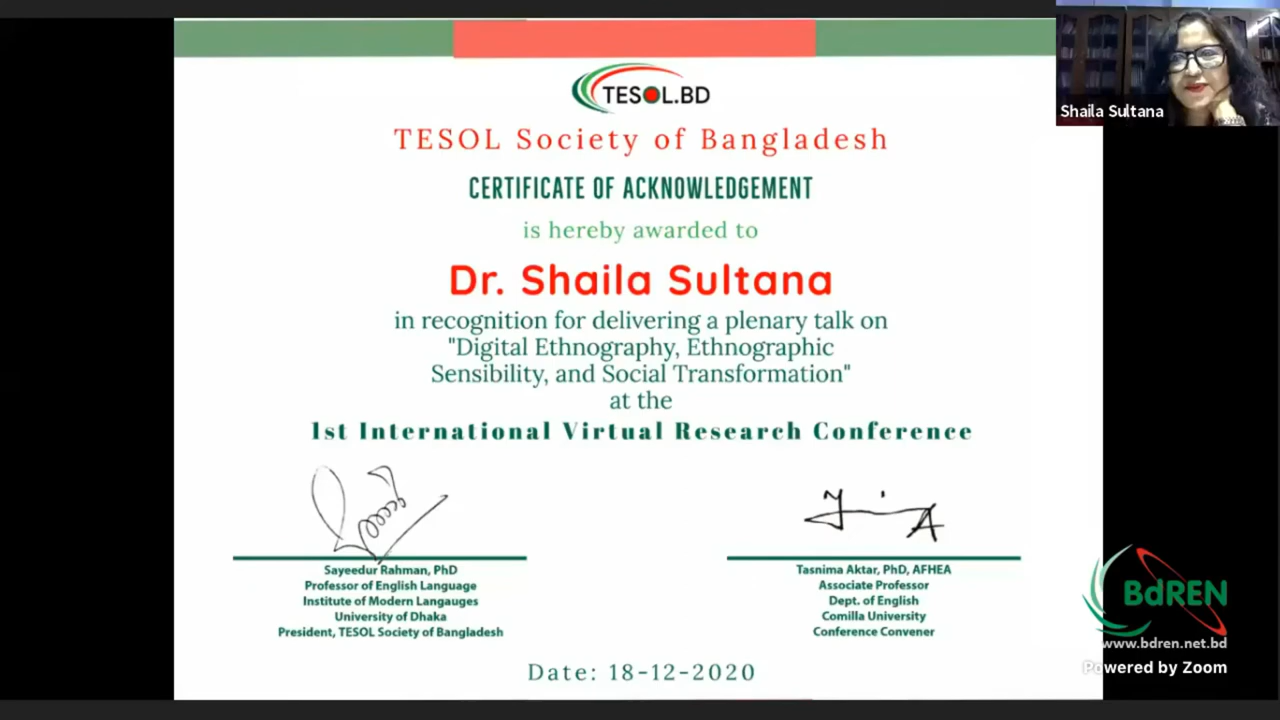 Shaila Sultana
TESOL.BD
TESOL Society of Bangladesh
CERTIFICATE OF ACKNOWLEDGEMENT
is hereby awarded to
Dr. Shaila Sultana
in recognition for delivering a plenary talk on
"Digital Ethnography, Ethnographic
Sensibility, and Social Transformation"
at the
1st International Virtual Research Conference
Sayeedur Rahman, PhD
Professor of English Language
Institute of Modern Langauges
University of Dhaka
President, TESOL Society of Bangladesh
Tasnima Aktar, PhD, AFHEA
Associate Professor
Dept. of English
Comilla University
Conference Convener
Date: 18-12-2020
BdREN
www.bdren.net.bd
Powered by Zoom